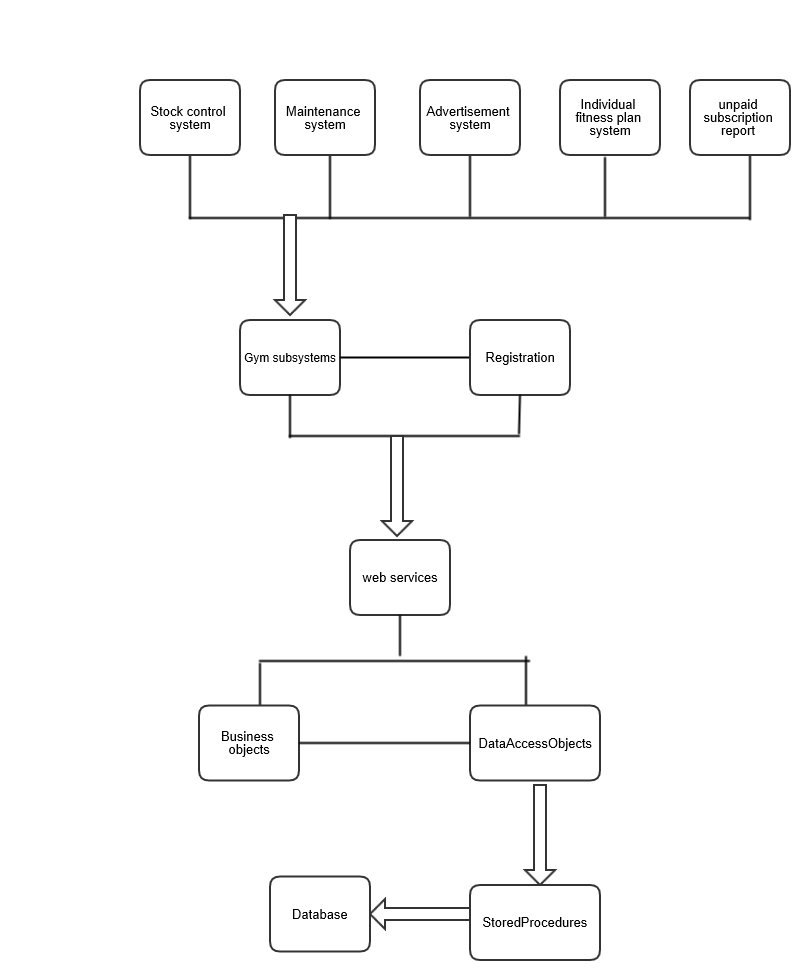 Stock control
system
Maintenance
system
Advertisement
system
Individual
fitness plan
system
unpaid
subscription
report
Gym subsystems
Registration
web services
Business
objects
DataAccessObjects
Database
StoredProcedures